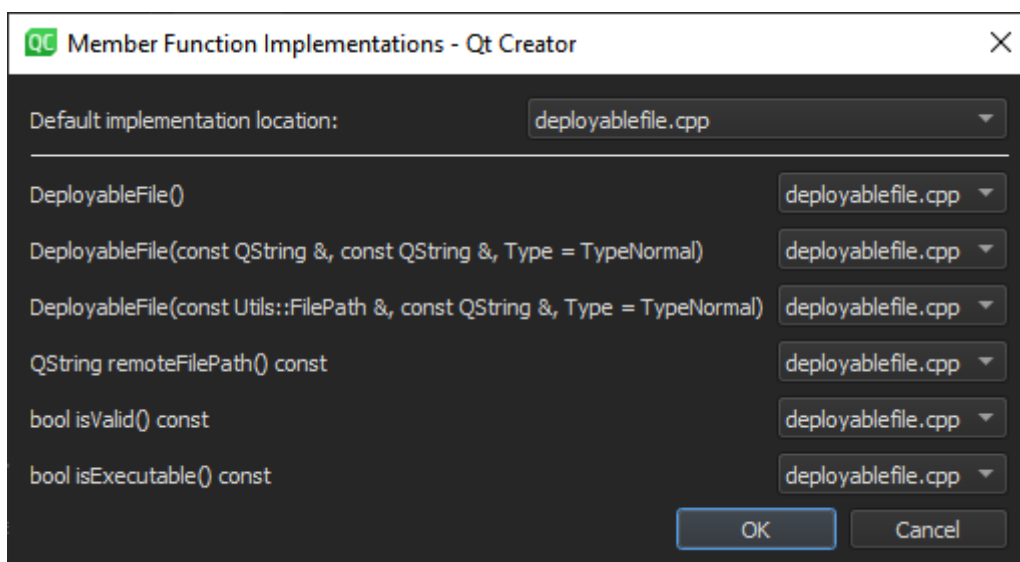 QC Member Function Implementations - Qt Creator
Default implementation location: deployablefile.cpp
DeployableFile() deployablefile.cpp
DeployableFile(const QString &, const QString &, Type = TypeNormal) deployablefile.cpp
DeployableFile(const Utils::FilePath &, const QString &, Type = TypeNormal) deployablefile.cpp
QString remoteFilePath() const deployablefile.cpp
bool isValid() const deployablefile.cpp
bool isExecutable() const deployablefile.cpp
OK Cancel